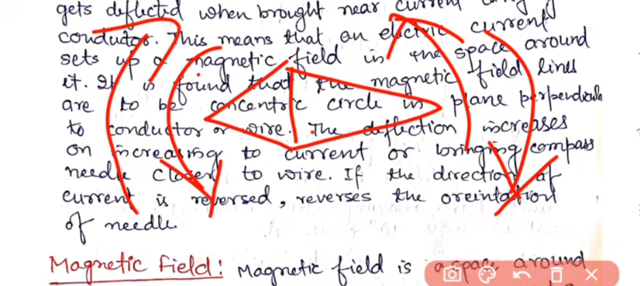 gets deflected when brought near current
conductor. This means that an electric current
sets up a magnetic field in the space around
it. It is found that the magnetic field lines
are to be concentric circle in plane perpendicula
to conductor or wire. The deflection increases
on increasing to current or bringing compass
needle closer to wire. If the direction of
current is reversed, reverses the oreintation
of needle.
Magnetic Field: Magnetic field is a space around